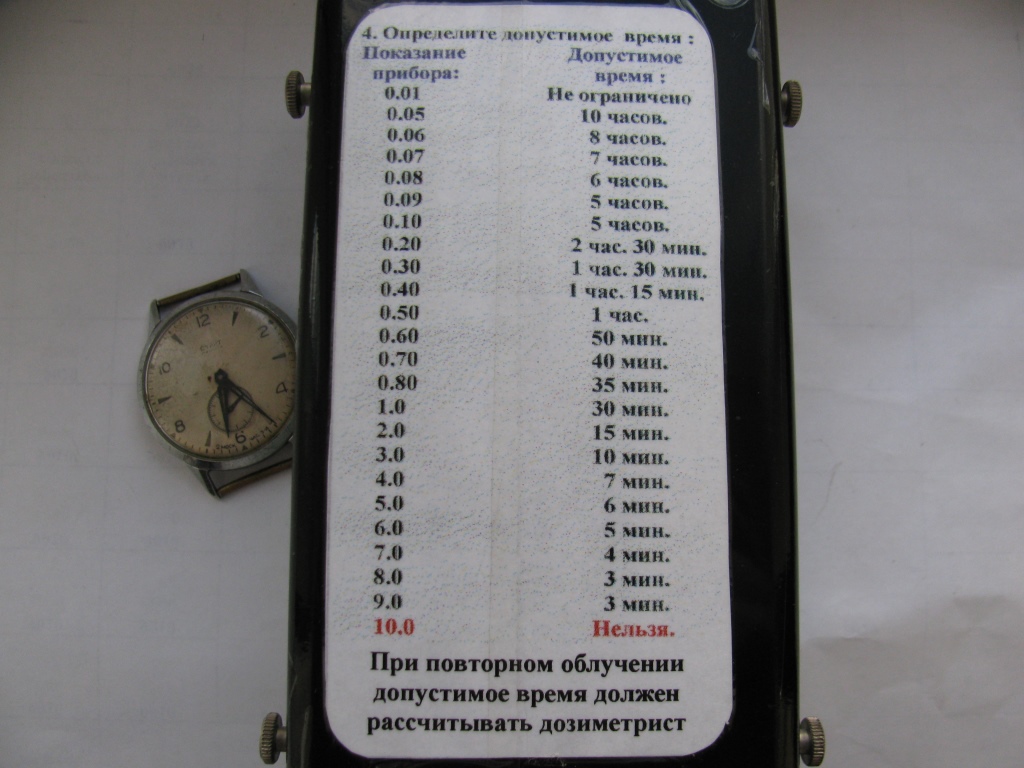 4. Определите допустимое время :
Показание Допустимое
прибора: время :
0.01 Не ограничено
0.05 10 часов.
0.06 8 часов.
0.07 7 часов.
0.08 6 часов.
0.09 5 часов.
0.10 5 часов.
0.20 2 час. 30 мин.
0.30 1 час. 30 мин.
0.40 1 час. 15 мин.
0.50 1 час.
0.60 50 мин.
0.70 40 мин.
0.80 35 мин.
1.0 30 мин.
2.0 15 мин.
3.0 10 мин.
4.0 7 мин.
5.0 6 мин.
6.0 5 мин.
7.0 4 мин.
8.0 3 мин.
9.0 3 мин.
10.0 Нельзя.
При повторном облучении
допустимое время должен
рассчитывать дозиметрист
12
2
4
6
8
10